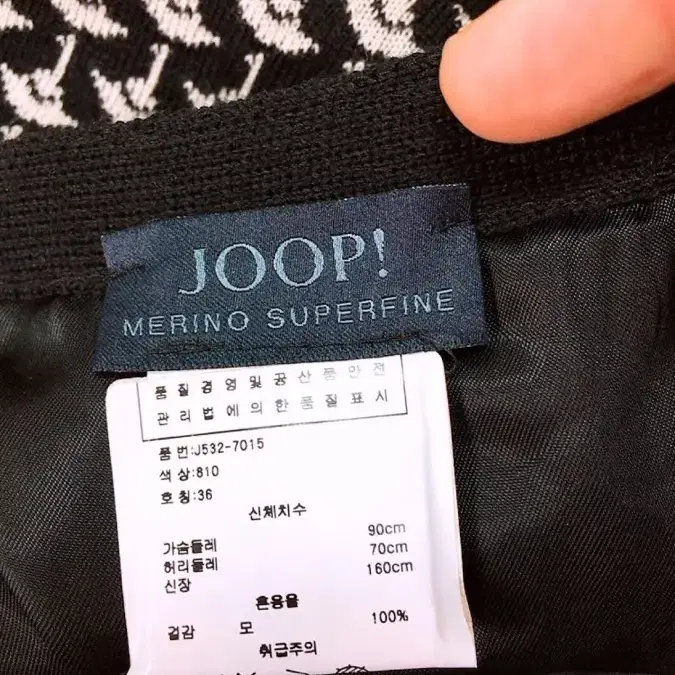 JOOP!
MERINO SUPERFINE
품질경영및공산품안전
관리법에의한품질표시
품번:J532-7015
색상:810
호칭:36
신체치수
가슴둘레 90cm
허리둘레 70cm
신장 160cm
혼용율
겉감 모 100%
취급주의